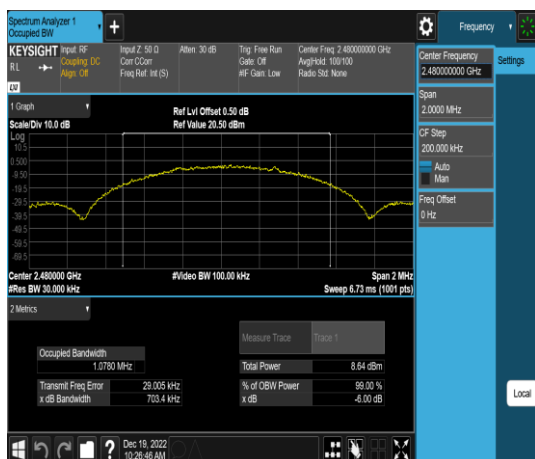 Spectrum Analyzer 1
Occupied BW
Frequency
KEYSIGHT
RL
Input: RF
Coupling: DC
Align: Off
Input Z: 50 Ω
Corr CCorr
Freq Ref: Int (S)
Atten: 30 dB
Trig: Free Run
Gate: Off
#IF Gain: Low
Center Freq: 2.480000000 GHz
Avg|Hold: 100/100
Radio Std: None
LW
Center Frequency
2.480000000 GHz
Settings
Span
2.0000 MHz
CF Step
200.000 kHz
Auto
Man
Freq Offset
0 Hz
1 Graph
Scale/Div 10.0 dB
Ref Lvl Offset 0.50 dB
Ref Value 20.50 dBm
Log
10.5
0.500
-9.50
-19.5
-29.5
-39.5
-49.5
-59.5
-69.5
Center 2.480000 GHz
#Video BW 100.00 kHz
Span 2 MHz
#Res BW 30.000 kHz
Sweep 6.73 ms (1001 pts)
2 Metrics
Measure Trace
Trace 1
Occupied Bandwidth
1.0780 MHz
Total Power
8.64 dBm
Transmit Freq Error
29.005 kHz
% of OBW Power
99.00 %
x dB Bandwidth
703.4 kHz
x dB
-6.00 dB
Local
?
Dec 19, 2022
10:26:46 AM